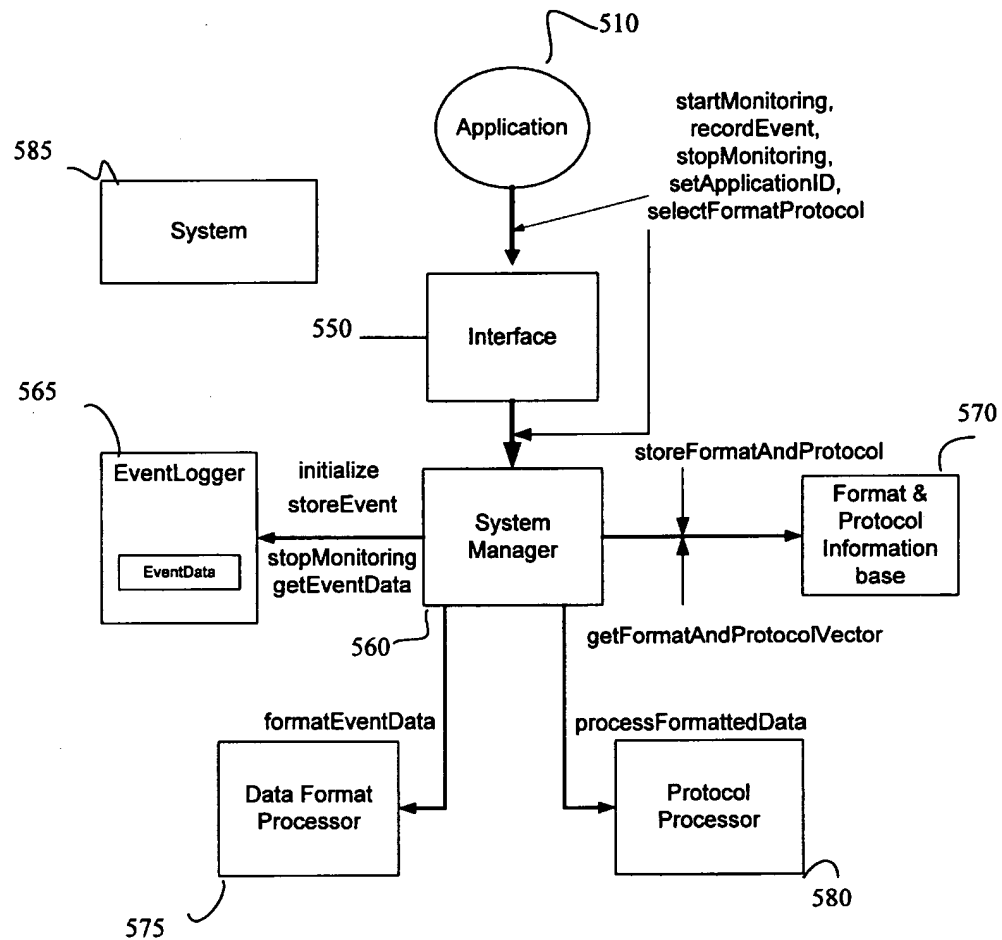 510
Application
startMonitoring,
recordEvent,
stopMonitoring,
setApplicationID,
selectFormatProtocol
585
System
550
Interface
565
EventLogger
EventData
initialize
storeEvent
stopMonitoring
getEventData
System
Manager
560
storeFormatAndProtocol
getFormatAndProtocolVector
570
Format &
Protocol
Information
base
formatEventData
processFormattedData
Data Format
Processor
575
Protocol
Processor
580